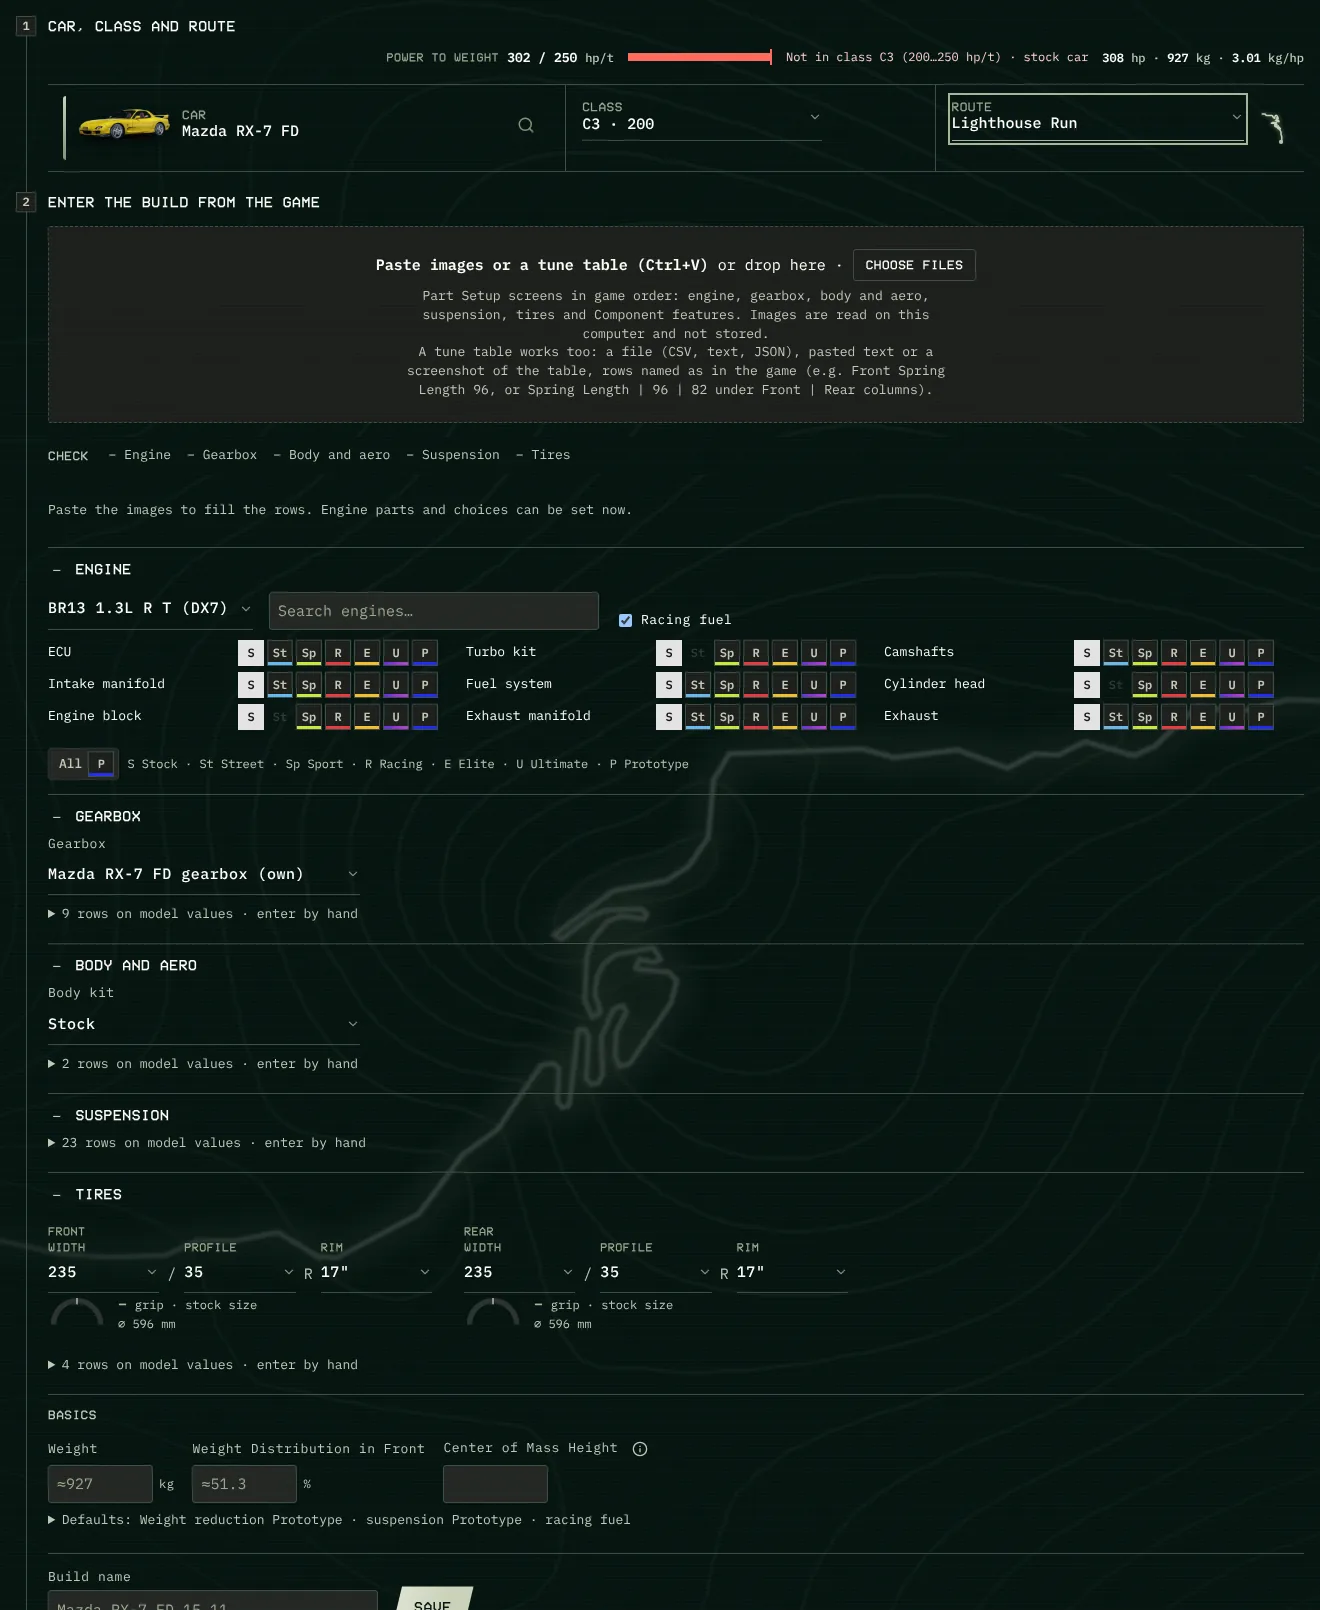 1 CAR, CLASS AND ROUTE
POWER TO WEIGHT 302 / 250 hp/t Not in class C3 (200…250 hp/t) · stock car 308 hp · 927 kg · 3.01 kg/hp
CAR
Mazda RX-7 FD
CLASS
C3 · 200
ROUTE
Lighthouse Run
2 ENTER THE BUILD FROM THE GAME
Paste images or a tune table (Ctrl+V) or drop here · CHOOSE FILES
Part Setup screens in game order: engine, gearbox, body and aero,
suspension, tires and Component features. Images are read on this
computer and not stored.
A tune table works too: a file (CSV, text, JSON), pasted text or a
screenshot of the table, rows named as in the game (e.g. Front Spring
Length 96, or Spring Length | 96 | 82 under Front | Rear columns).
CHECK – Engine – Gearbox – Body and aero – Suspension – Tires
Paste the images to fill the rows. Engine parts and choices can be set now.
– ENGINE
BR13 1.3L R T (DX7) Search engines… Racing fuel
ECU S St Sp R E U P Turbo kit S St Sp R E U P Camshafts S St Sp R E U P
Intake manifold S St Sp R E U P Fuel system S St Sp R E U P Cylinder head S St Sp R E U P
Engine block S St Sp R E U P Exhaust manifold S St Sp R E U P Exhaust S St Sp R E U P
All P S Stock · St Street · Sp Sport · R Racing · E Elite · U Ultimate · P Prototype
– GEARBOX
Gearbox
Mazda RX-7 FD gearbox (own)
▶ 9 rows on model values · enter by hand
– BODY AND AERO
Body kit
Stock
▶ 2 rows on model values · enter by hand
– SUSPENSION
▶ 23 rows on model values · enter by hand
– TIRES
FRONT REAR
WIDTH PROFILE RIM WIDTH PROFILE RIM
235 / 35 R 17" 235 / 35 R 17"
– grip · stock size – grip · stock size
⌀ 596 mm ⌀ 596 mm
▶ 4 rows on model values · enter by hand
BASICS
Weight Weight Distribution in Front Center of Mass Height
≈927 kg ≈51.3 %
▶ Defaults: Weight reduction Prototype · suspension Prototype · racing fuel
Build name
Mazda RX-7 FD 15.11 SAVE